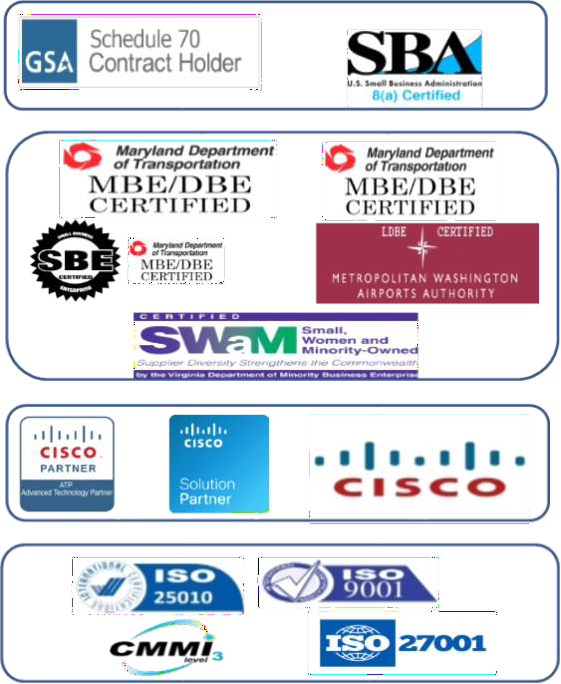 GSA
Schedule 70
Contract Holder
SBA
U.S. Small Business Administration
8(a) Certified
Maryland Department
of Transportation
MBE/DBE
CERTIFIED
Maryland Department
of Transportation
MBE/DBE
CERTIFIED
SMALL BUSINESS
SBE
CERTIFIED
ENTERPRISE
Maryland Department
of Transportation
MBE/DBE
CERTIFIED
LDBE CERTIFIED
METROPOLITAN WASHINGTON
AIRPORTS AUTHORITY
CERTIFIED
SWaM
Small,
Women and
Minority-Owned
Supplier Diversity Strengthens the Commonwealth
by the Virginia Department of Minority Business Enterprise
CISCO
PARTNER
ATP
Advanced Technology Partner
CISCO
Solution
Partner
CISCO
INTERNATIONAL
ISO
25010
ISO
9001
CMMi
level 3
ISO 27001